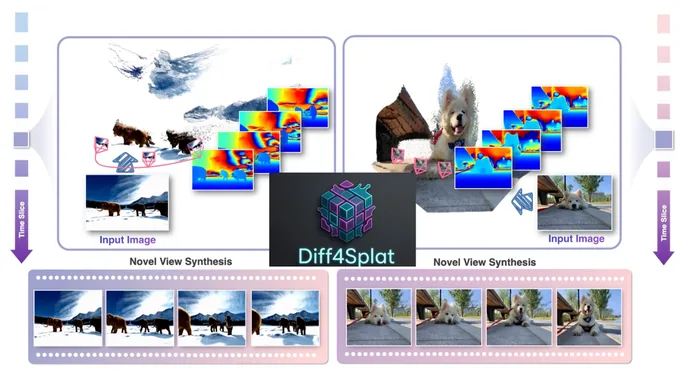 Time Slice
Input Image
Diff4Splat
Input Image
Time Slice
Novel View Synthesis
Novel View Synthesis